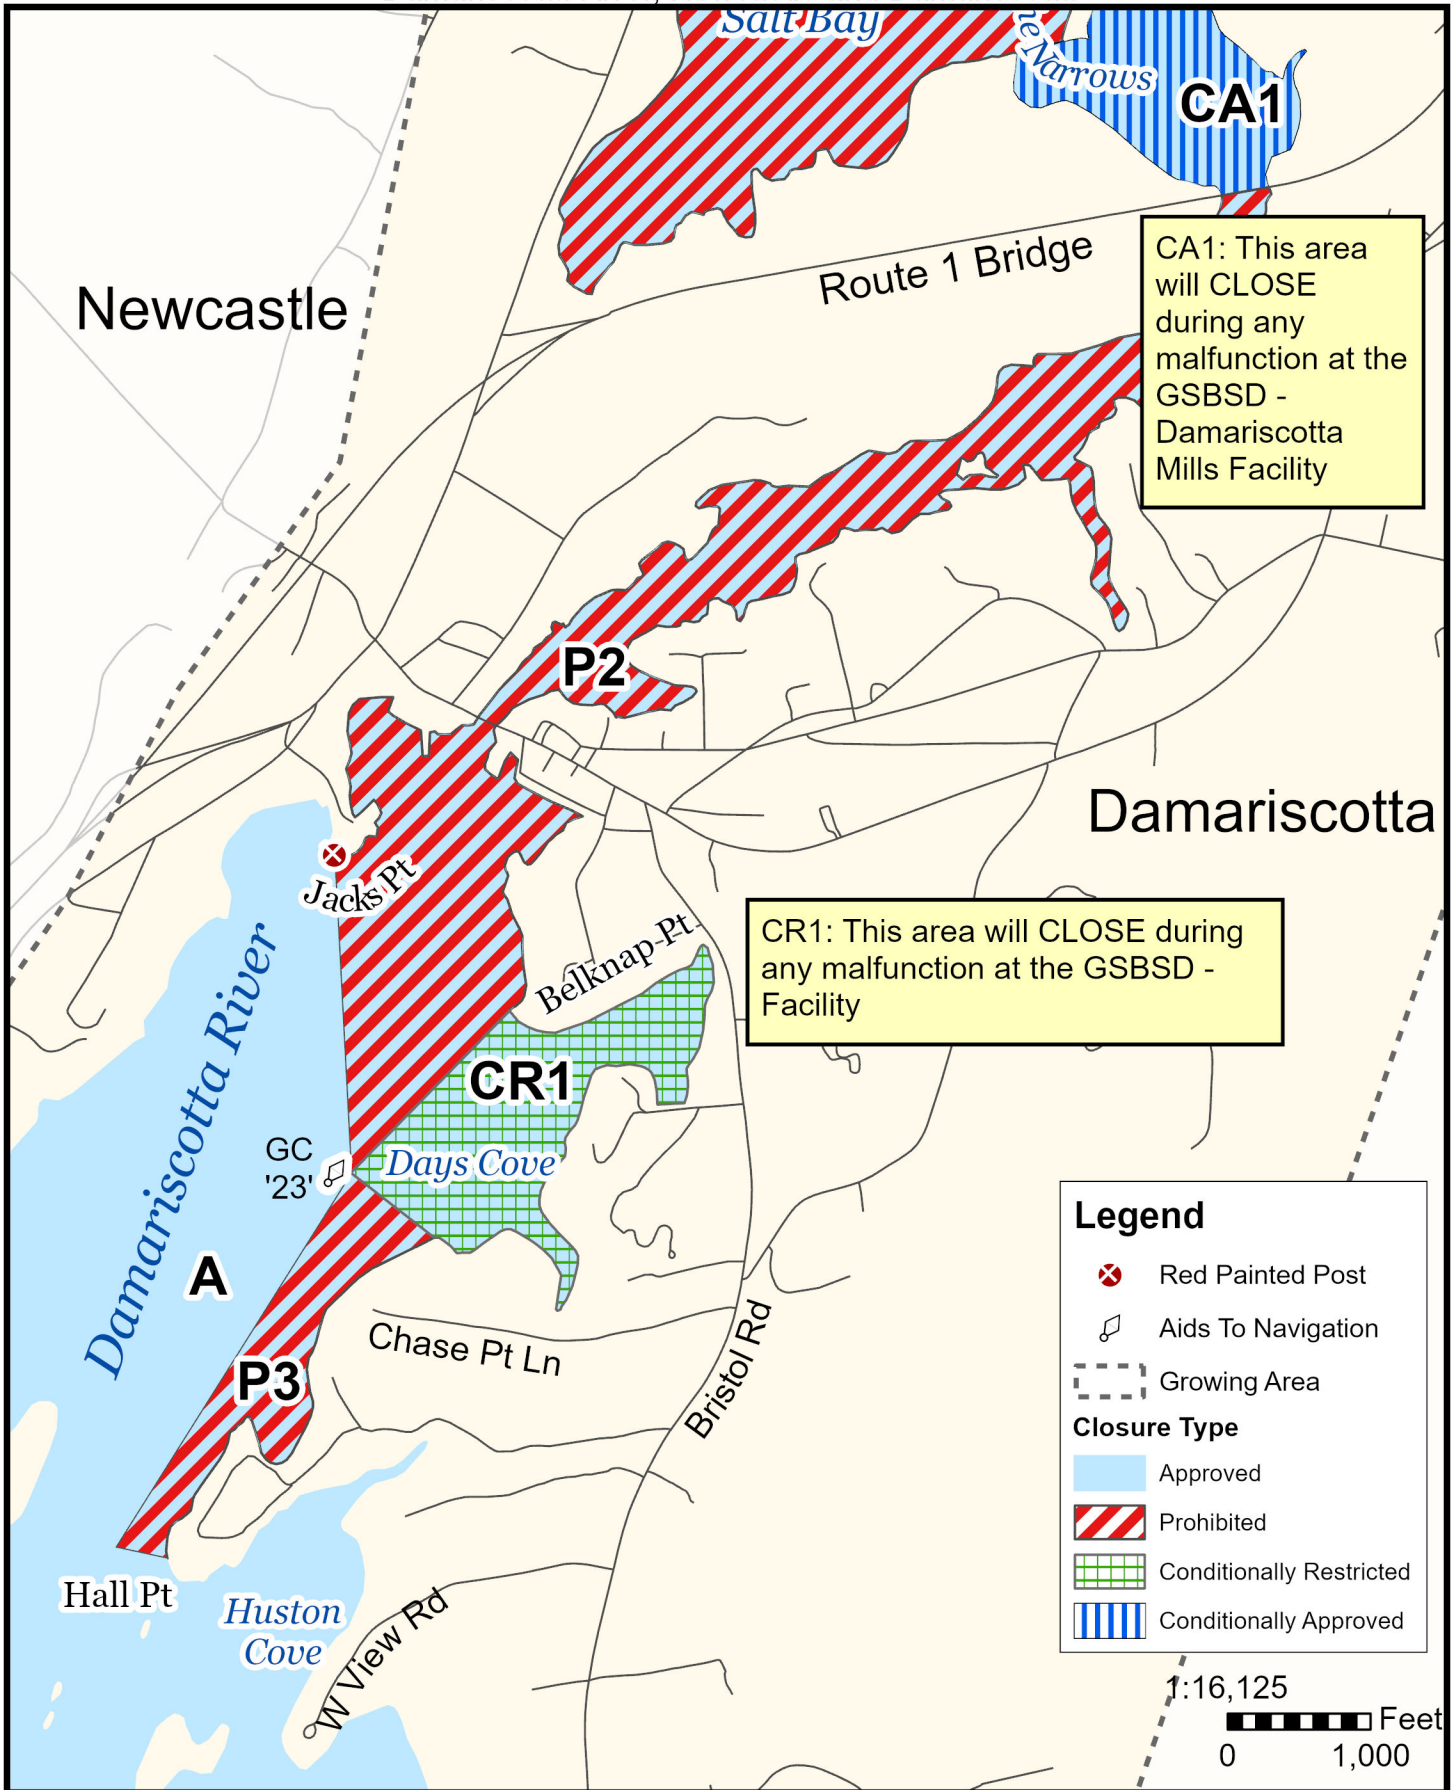 Salt Bay
Narrows
CA1
Route 1 Bridge
CA1: This area
will CLOSE
during any
malfunction at the
GSBSD -
Damariscotta
Mills Facility
Newcastle
P2
Damariscotta
Jacks Pt
Belknap Pt
CR1: This area will CLOSE during
any malfunction at the GSBSD -
Facility
Damariscotta River
CR1
GC
'23'
Days Cove
A
Chase Pt Ln
P3
Bristol Rd
Hall Pt
Huston
Cove
W View Rd
Legend
Red Painted Post
Aids To Navigation
Growing Area
Closure Type
Approved
Prohibited
Conditionally Restricted
Conditionally Approved
1:16,125
Feet
0 1,000